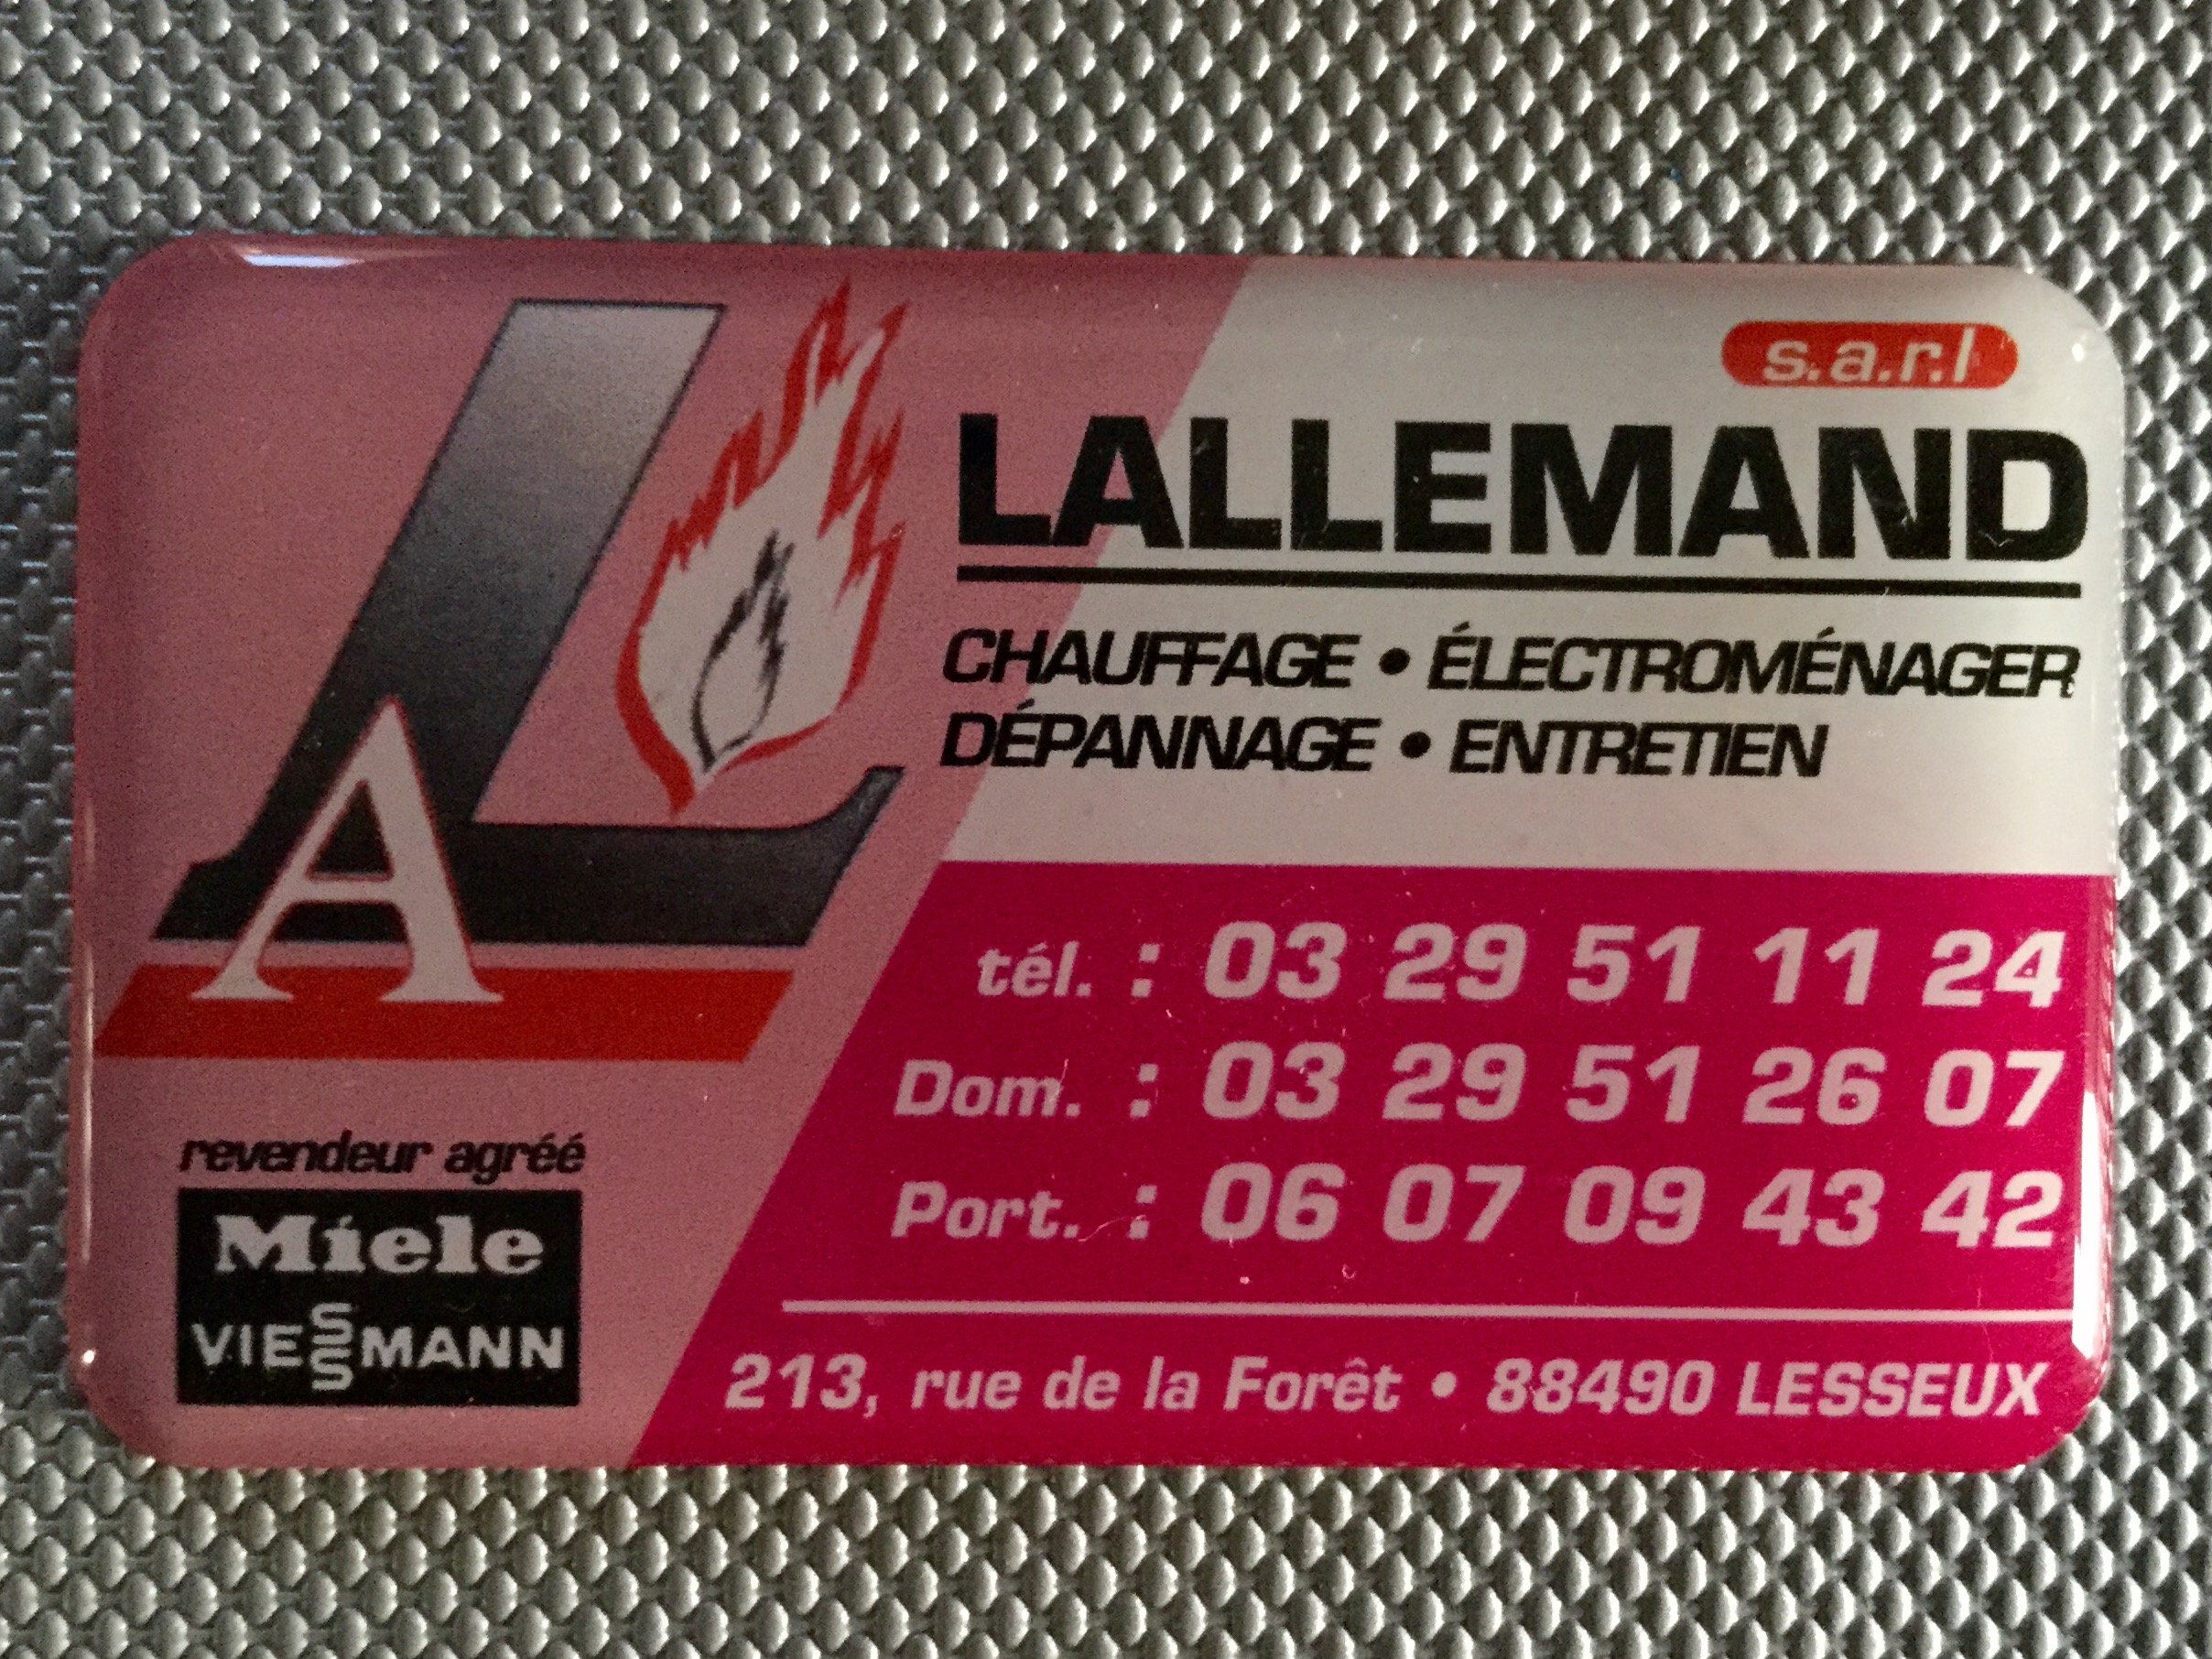 s.a.r.l
LALLEMAND
CHAUFFAGE • ÉLECTROMÉNAGER
DÉPANNAGE • ENTRETIEN
LA
tél. : 03 29 51 11 24
Dom. : 03 29 51 26 07
Port. : 06 07 09 43 42
revendeur agréé
Miele
VIESSMANN
213, rue de la Forêt • 88490 LESSEUX